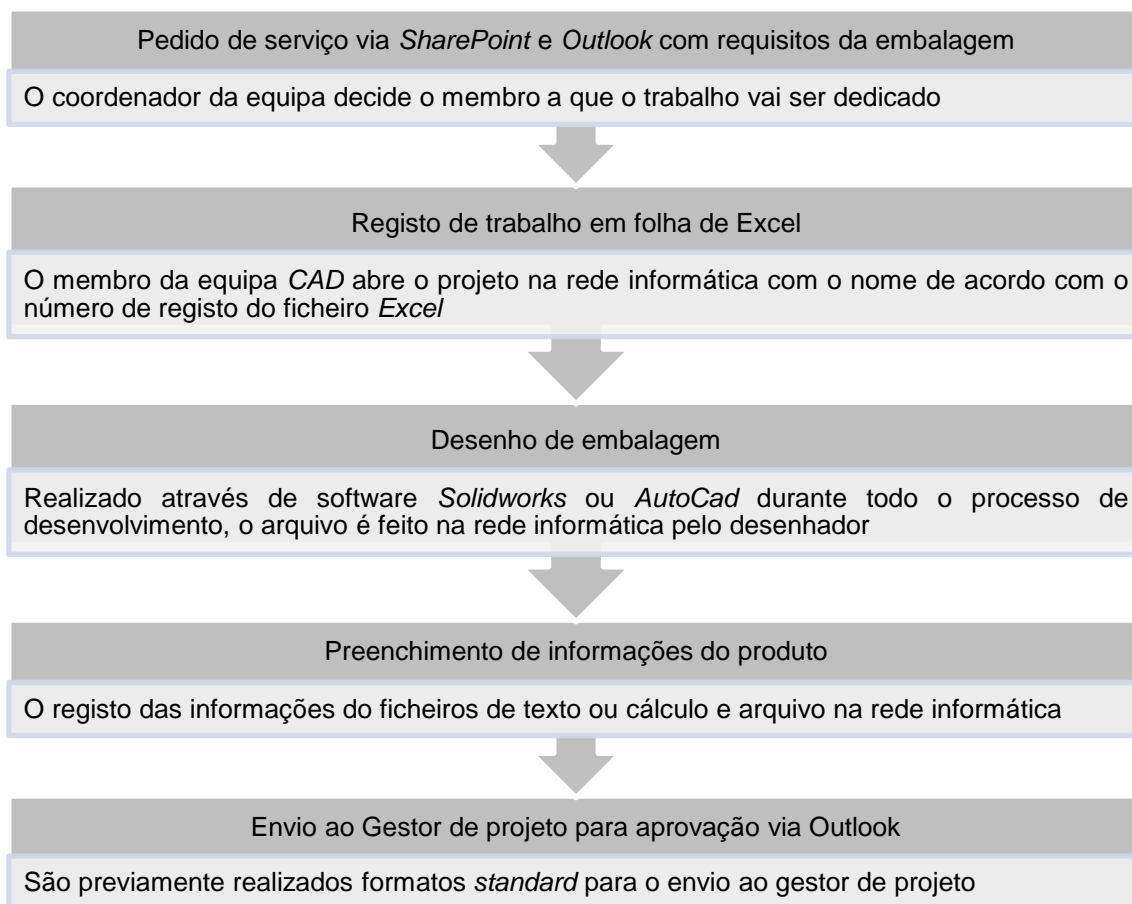 Pedido de serviço via SharePoint e Outlook com requisitos da embalagem
O coordenador da equipa decide o membro a que o trabalho vai ser dedicado
Registo de trabalho em folha de Excel
O membro da equipa CAD abre o projeto na rede informática com o nome de acordo com o
número de registo do ficheiro Excel
Desenho de embalagem
Realizado através de software Solidworks ou AutoCad durante todo o processo de
desenvolvimento, o arquivo é feito na rede informática pelo desenhador
Preenchimento de informações do produto
O registo das informações do ficheiros de texto ou cálculo e arquivo na rede informática
Envio ao Gestor de projeto para aprovação via Outlook
São previamente realizados formatos standard para o envio ao gestor de projeto